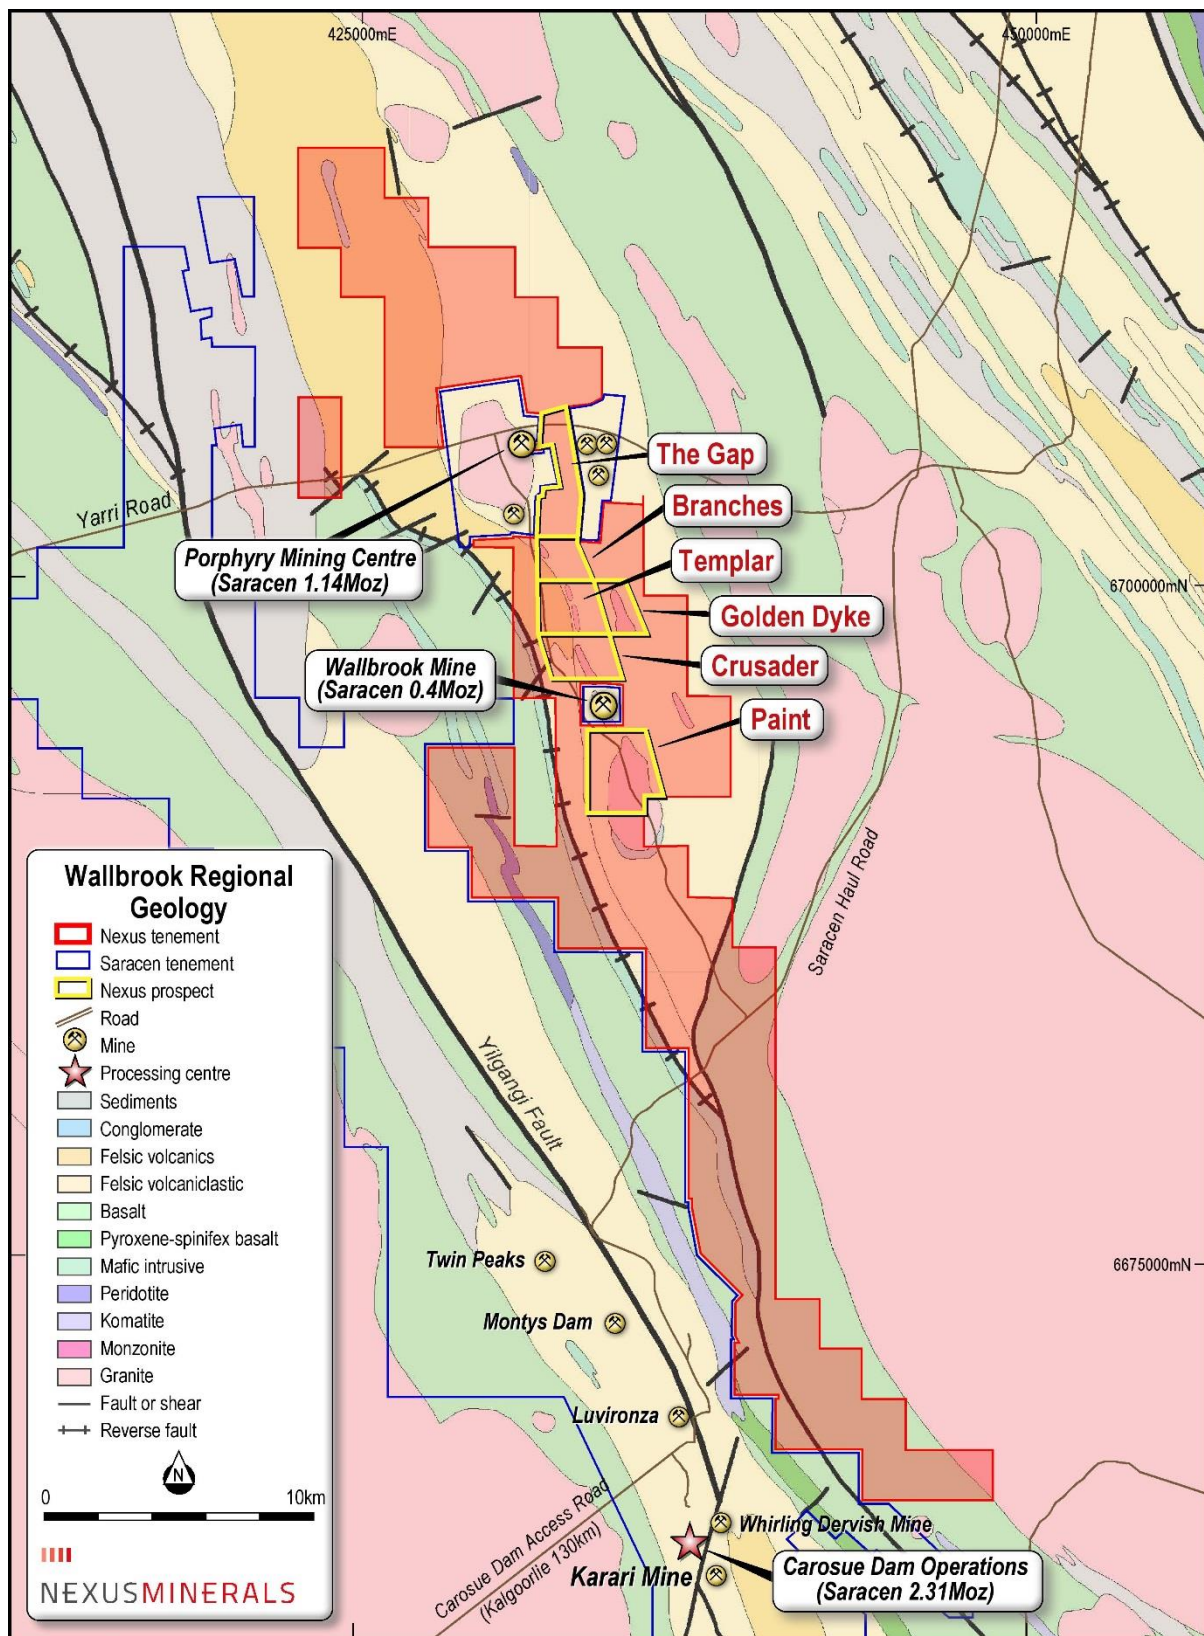 425000mE
450000mE
The Gap
Branches
Yarri Road
Templar
Porphyry Mining Centre
(Saracen 1.14Moz)
6700000mN
Golden Dyke
Wallbrook Mine
(Saracen 0.4Moz)
Crusader
Paint
Saracen Haul Road
Wallbrook Regional
Geology
Nexus tenement
Saracen tenement
Nexus prospect
Road
Mine
Processing centre
Sediments
Conglomerate
Felsic volcanics
Felsic volcaniclastic
Basalt
Pyroxene-spinifex basalt
Mafic intrusive
Peridotite
Komatite
Monzonite
Granite
Fault or shear
Reverse fault
N
0 10km
NEXUSMINERALS
Yilgangi Fault
Twin Peaks
6675000mN
Montys Dam
Luvironza
Carosue Dam Access Road
(Kalgoorlie 130km)
Whirling Dervish Mine
Karari Mine
Carosue Dam Operations
(Saracen 2.31Moz)